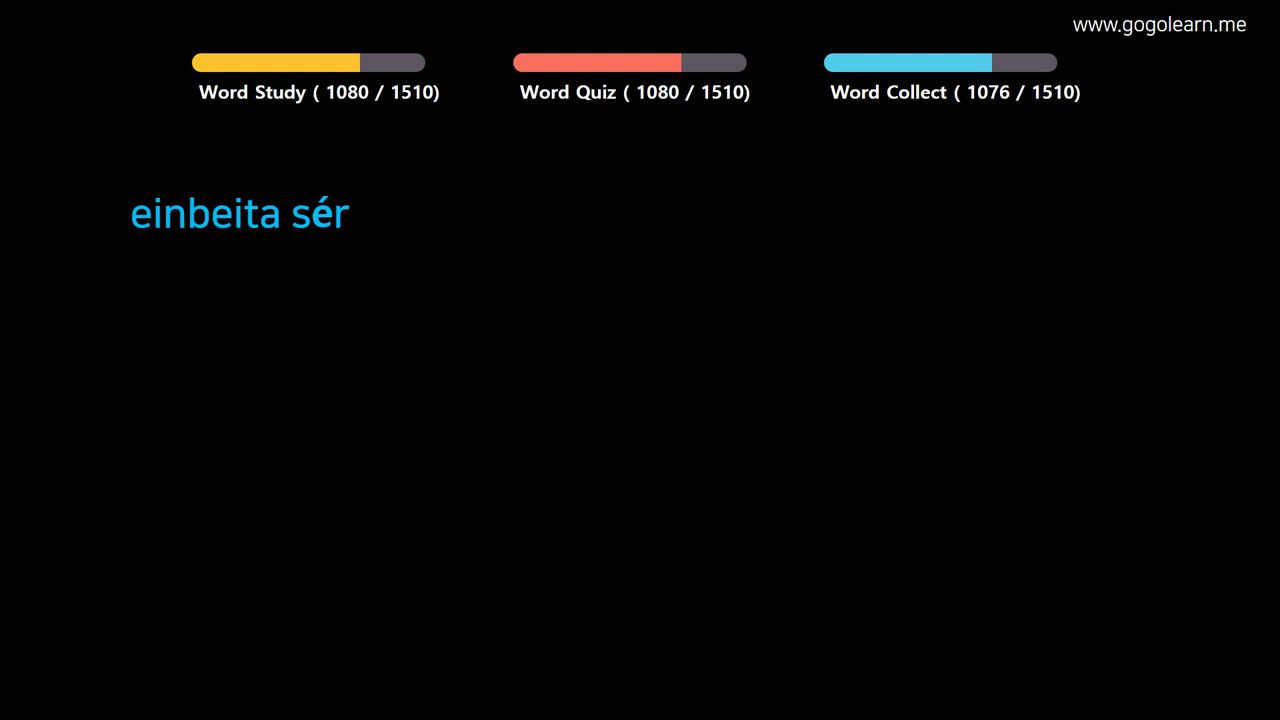 www.gogolearn.me
Word Study ( 1080 / 1510)
Word Quiz ( 1080 / 1510)
Word Collect ( 1076 / 1510)
einbeita sér